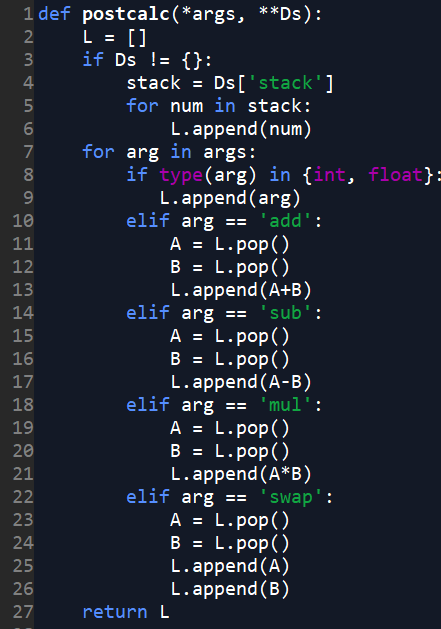 1 def postcalc(*args, **Ds):
2     L = []
3     if Ds != {}:
4         stack = Ds['stack']
5         for num in stack:
6             L.append(num)
7     for arg in args:
8         if type(arg) in {int, float}:
9            L.append(arg)
10         elif arg == 'add':
11             A = L.pop()
12             B = L.pop()
13             L.append(A+B)
14         elif arg == 'sub':
15             A = L.pop()
16             B = L.pop()
17             L.append(A-B)
18         elif arg == 'mul':
19             A = L.pop()
20             B = L.pop()
21             L.append(A*B)
22         elif arg == 'swap':
23             A = L.pop()
24             B = L.pop()
25             L.append(A)
26             L.append(B)
27     return L